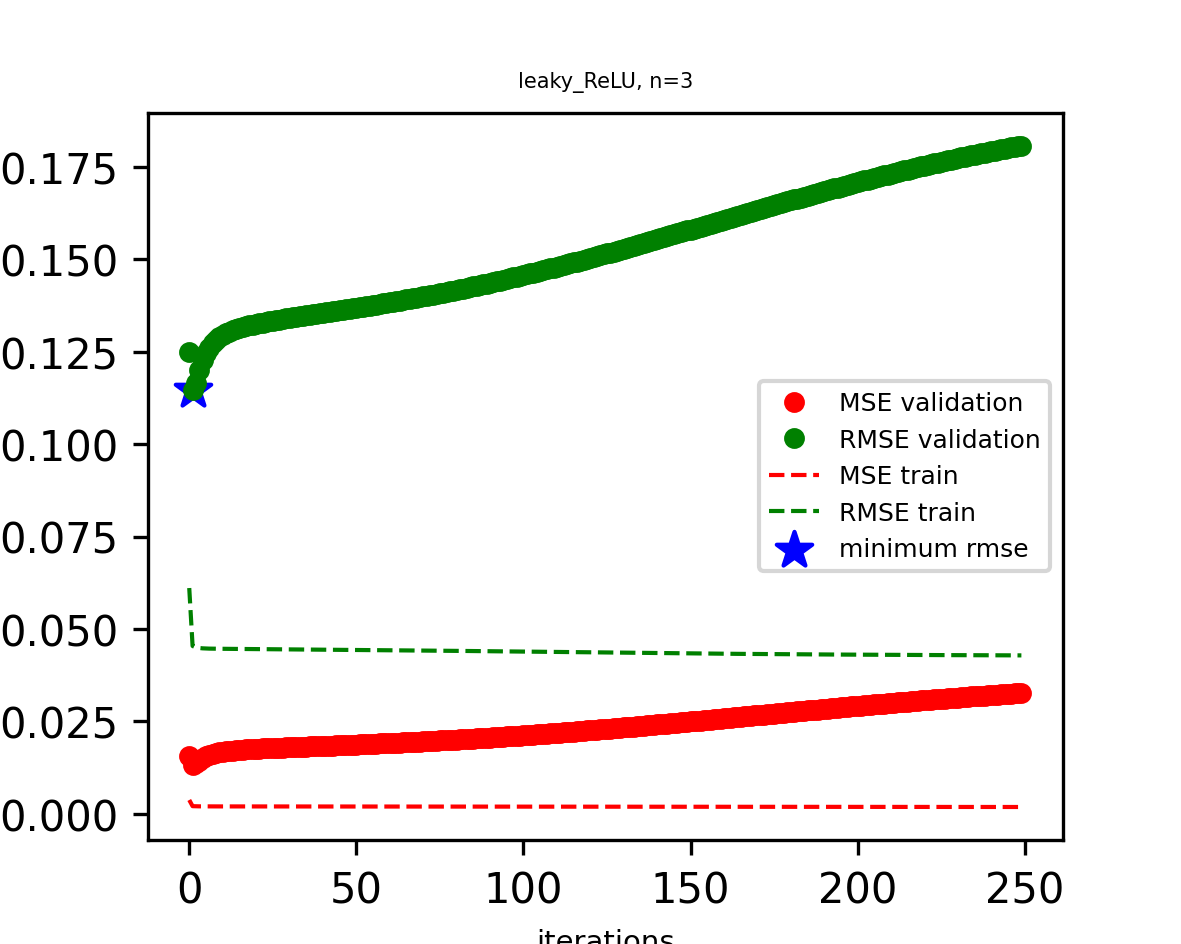 leaky_ReLU, n=3
0.175
0.150
0.125
0.100
0.075
0.050
0.025
0.000
MSE validation
RMSE validation
MSE train
RMSE train
minimum rmse
0 50 100 150 200 250
iterations